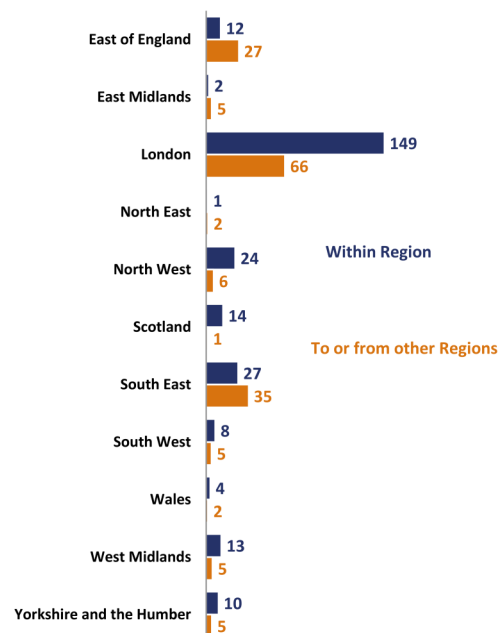 East of England
12
27
East Midlands
2
5
London
149
66
North East
1
2
Within Region
North West
24
6
Scotland
14
1
To or from other Regions
South East
27
35
South West
8
5
Wales
4
2
West Midlands
13
5
Yorkshire and the Humber
10
5